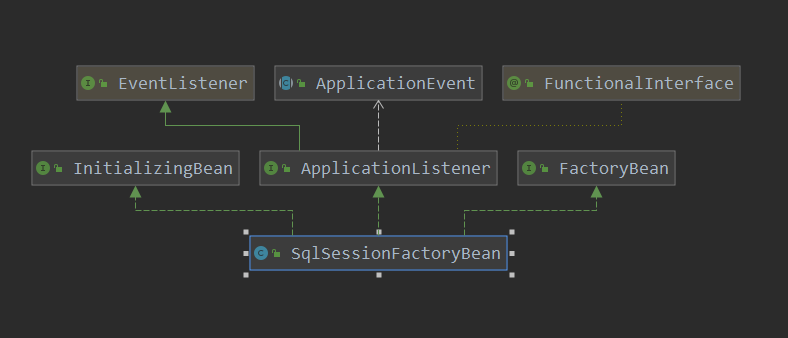 EventListener
ApplicationEvent
FunctionalInterface
InitializingBean
ApplicationListener
FactoryBean
SqlSessionFactoryBean